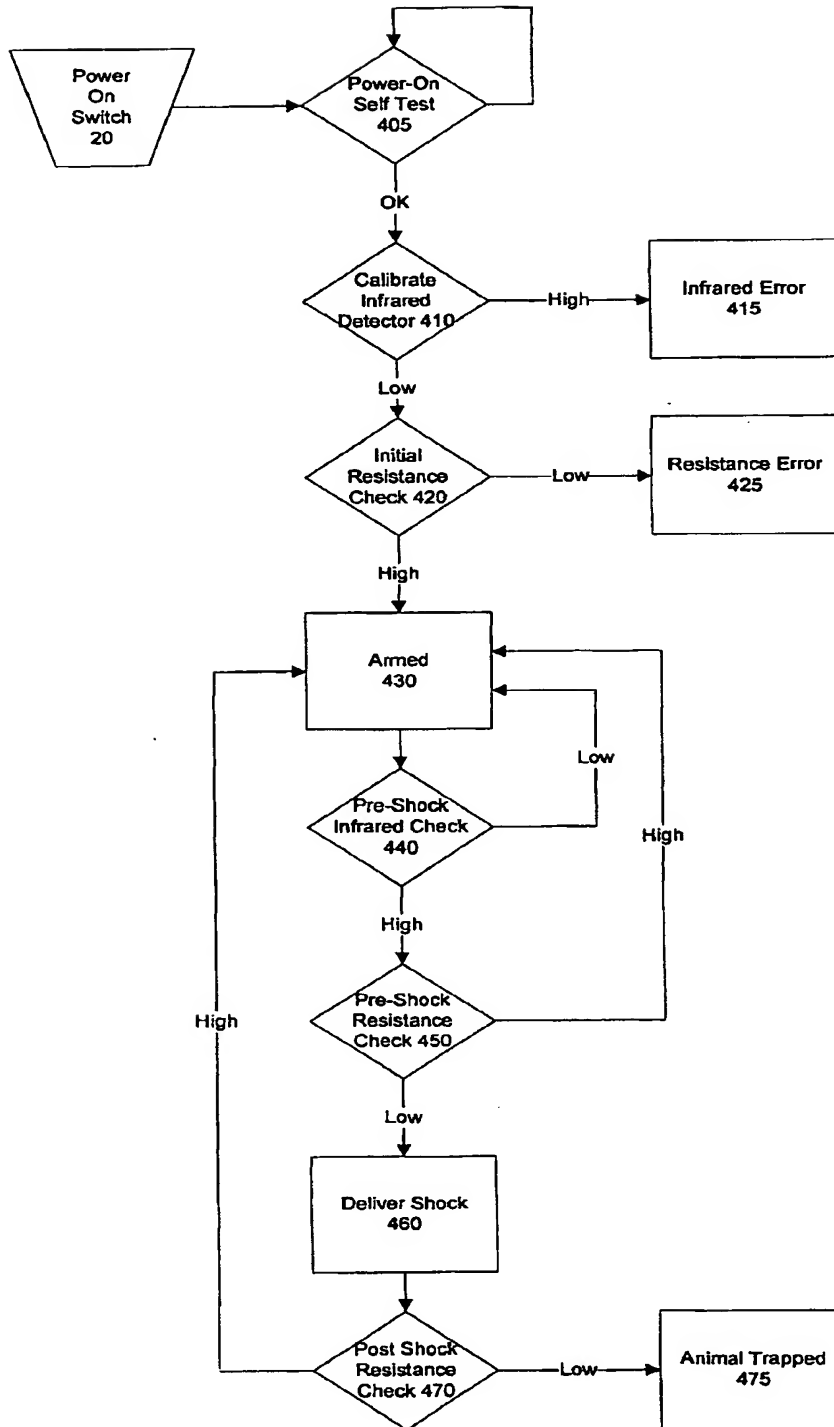 Power
On
Switch
20
Power-On
Self Test
405
OK
Calibrate
Infrared
Detector 410
High
Infrared Error
415
Low
Initial
Resistance
Check 420
Low
Resistance Error
425
High
Armed
430
Low
Pre-Shock
Infrared Check
440
High
High
Pre-Shock
Resistance
Check 450
High
Low
Deliver Shock
460
Post Shock
Resistance
Check 470
Low
Animal Trapped
475